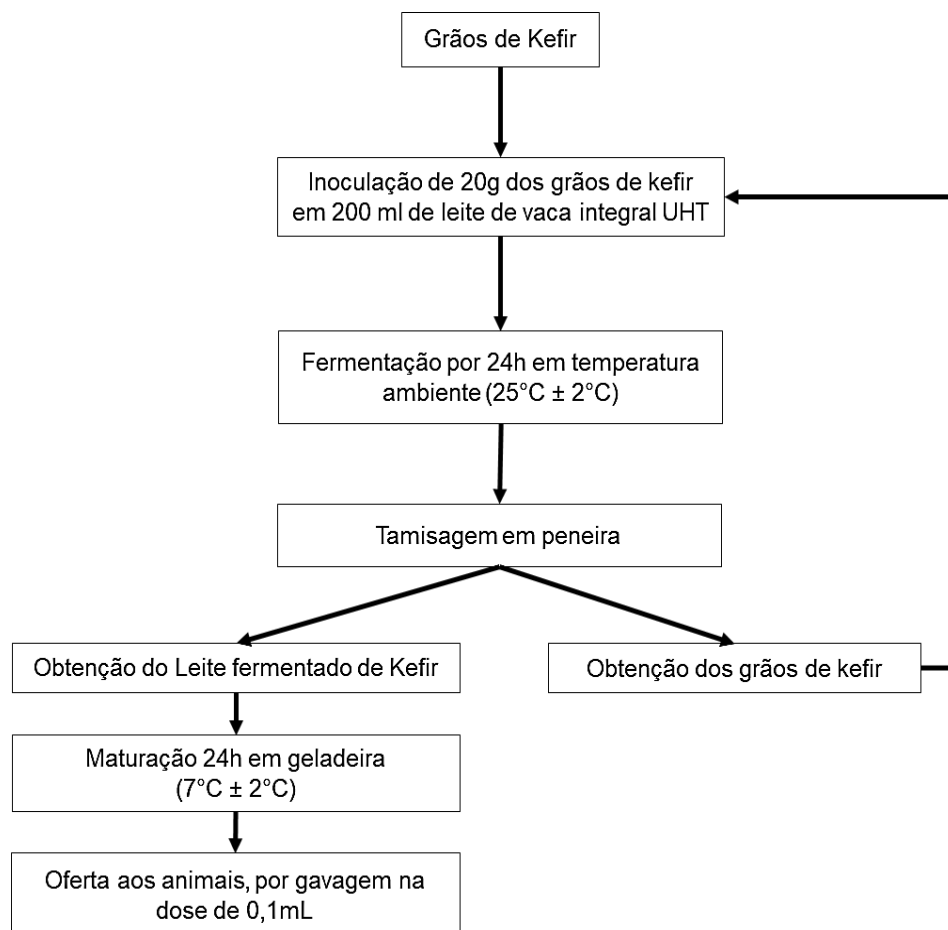 Grãos de Kefir
Inoculação de 20g dos grãos de kefir
em 200 ml de leite de vaca integral UHT
Fermentação por 24h em temperatura
ambiente (25°C ± 2°C)
Tamisagem em peneira
Obtenção do Leite fermentado de Kefir
Obtenção dos grãos de kefir
Maturação 24h em geladeira
(7°C ± 2°C)
Oferta aos animais, por gavagem na
dose de 0,1mL